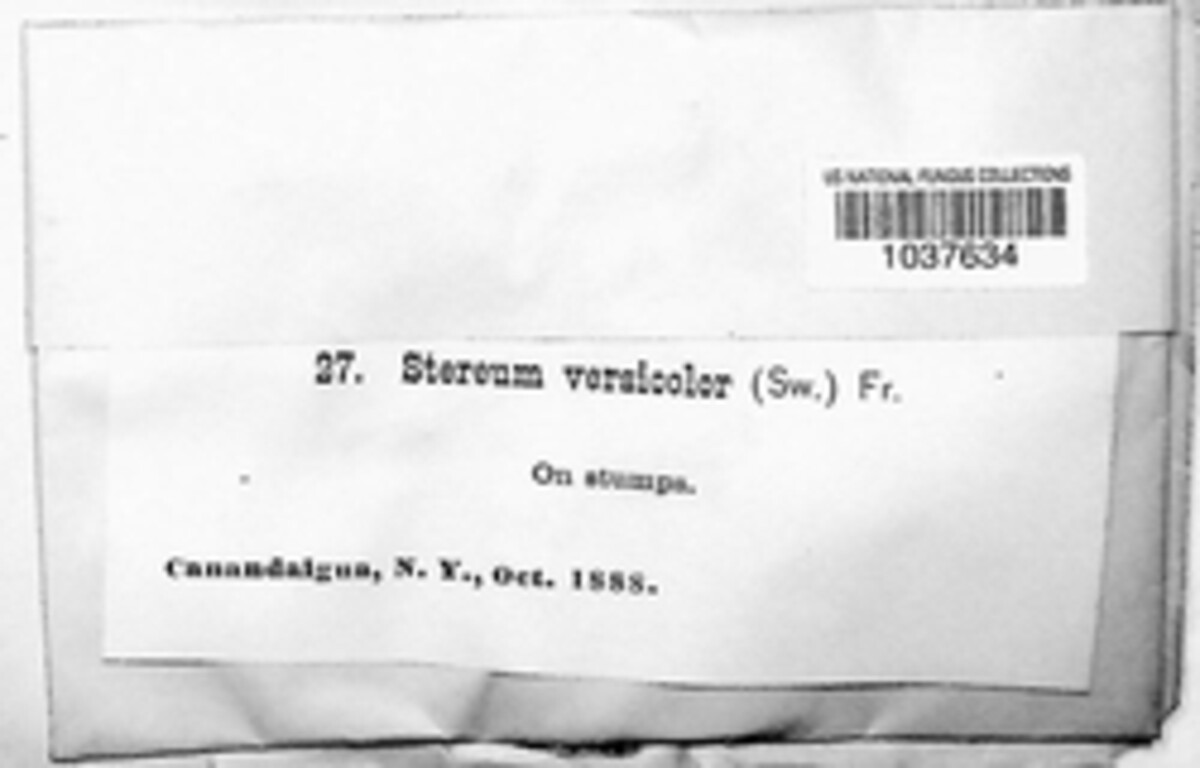 US NATIONAL FUNGUS COLLECTIONS
1037634
27. Stereum versicolor (Sw.) Fr.
On stumps.
Canandaigua, N. Y., Oct. 1888.